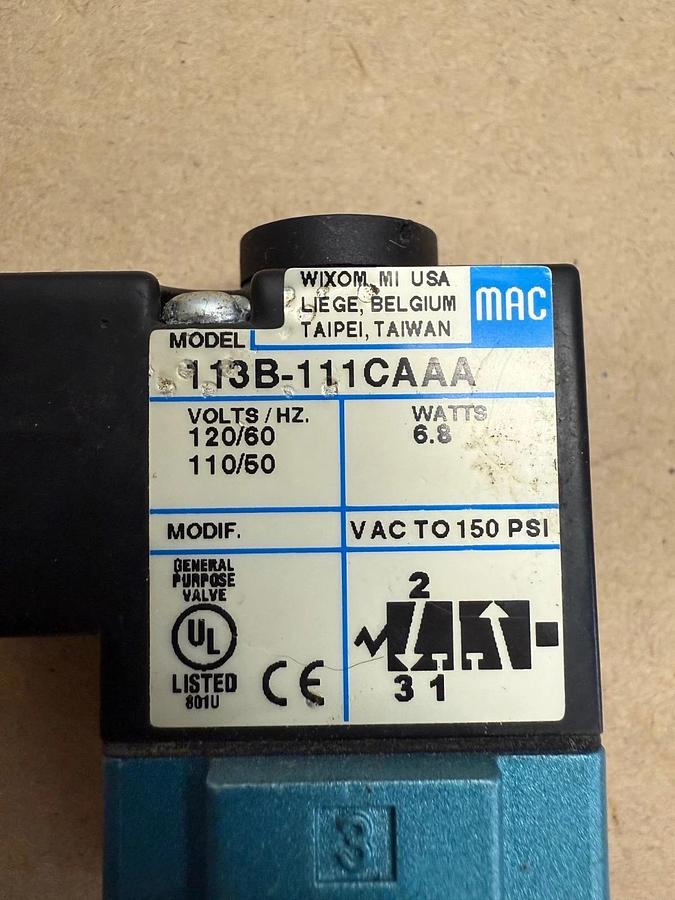 WIXOM, MI USA
LIEGE, BELGIUM
TAIPEI, TAIWAN
MAC
MODEL
113B-111CAAA
VOLTS/HZ.
120/60
110/50
WATTS
6.8
MODIF.
VAC TO 150 PSI
GENERAL
PURPOSE
VALVE
UL
LISTED
801U
CE
2
3 1
3